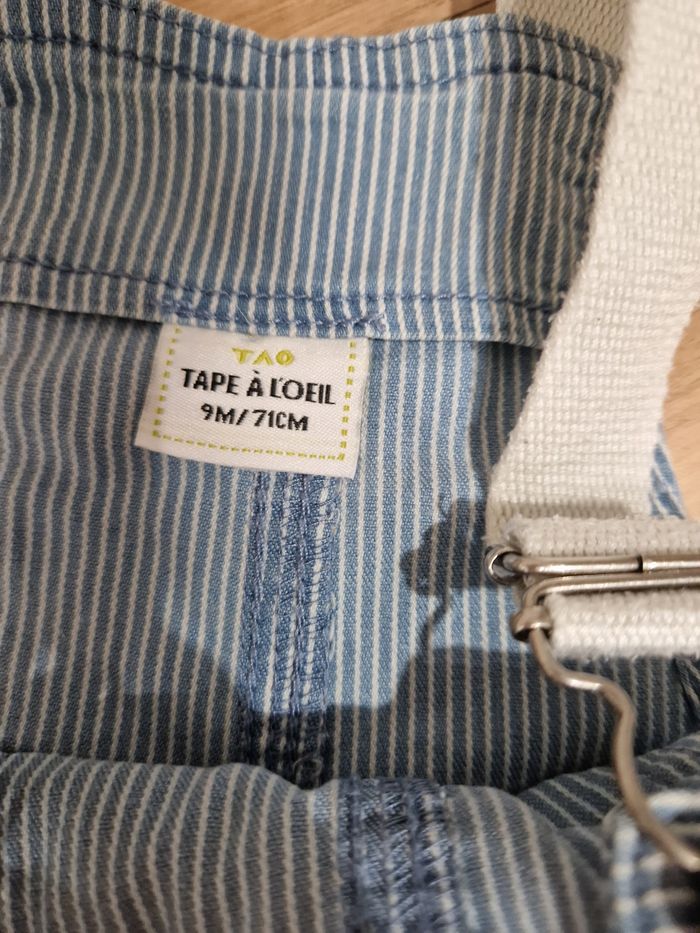 TAO
TAPE À L'OEIL
9M/71CM